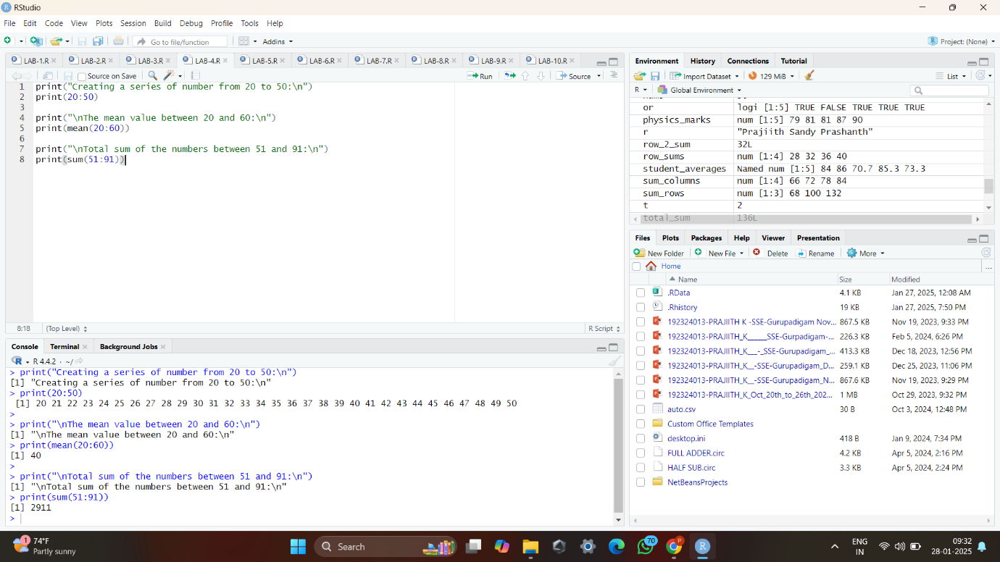 RStudio
File Edit Code View Plots Session Build Debug Profile Tools Help
Go to file/function Addins Project: (None)
LAB-1.R LAB-2.R LAB-3.R LAB-4.R LAB-5.R LAB-6.R LAB-7.R LAB-8.R LAB-9.R LAB-10.R
Source on Save Run Source
1 print("Creating a series of number from 20 to 50:\n")
2 print(20:50)
3
4 print("\nThe mean value between 20 and 60:\n")
5 print(mean(20:60))
6
7 print("\nTotal sum of the numbers between 51 and 91:\n")
8 print(sum(51:91))
8:18 (Top Level) R Script
Console Terminal Background Jobs
R 4.4.2 · ~/
> print("Creating a series of number from 20 to 50:\n")
[1] "Creating a series of number from 20 to 50:\n"
> print(20:50)
[1] 20 21 22 23 24 25 26 27 28 29 30 31 32 33 34 35 36 37 38 39 40 41 42 43 44 45 46 47 48 49 50
>
> print("\nThe mean value between 20 and 60:\n")
[1] "\nThe mean value between 20 and 60:\n"
> print(mean(20:60))
[1] 40
>
> print("\nTotal sum of the numbers between 51 and 91:\n")
[1] "\nTotal sum of the numbers between 51 and 91:\n"
> print(sum(51:91))
[1] 2911
>
Environment History Connections Tutorial
Import Dataset 129 MiB List
R Global Environment
or logi [1:5] TRUE FALSE TRUE TRUE TRUE
physics_marks num [1:5] 79 81 81 87 90
r "Prajiith Sandy Prashanth"
row_2_sum 32L
row_sums num [1:4] 28 32 36 40
student_averages Named num [1:5] 84 86 70.7 85.3 73.3
sum_columns num [1:4] 66 72 78 84
sum_rows num [1:3] 68 100 132
t 2
total_sum 136L
Files Plots Packages Help Viewer Presentation
New Folder New File Delete Rename More
Home ...
Name Size Modified
.RData 4.1 KB Jan 27, 2025, 12:08 AM
.Rhistory 19 KB Jan 27, 2025, 7:50 PM
192324013-PRAJIITH K -SSE-Gurupadigam Nov... 867.5 KB Nov 19, 2023, 9:33 PM
192324013-PRAJIITH_K_____SSE-Gurpadigam-... 226.3 KB Feb 5, 2024, 6:26 PM
192324013-PRAJIITH_K___-_SSE-Gurupadigam_... 413.3 KB Dec 18, 2023, 12:56 PM
192324013-PRAJIITH_K__-SSE-Gurupadigam_D... 259.1 KB Dec 25, 2023, 11:06 PM
192324013-PRAJIITH_K__-SSE-Gurupadigam_N... 867.6 KB Nov 19, 2023, 9:29 PM
192324013-PRAJIITH_K_Oct_20th_to_26th_202... 1 MB Oct 29, 2023, 9:32 PM
auto.csv 30 B Oct 3, 2024, 12:48 PM
Custom Office Templates
desktop.ini 418 B Jan 9, 2024, 7:34 PM
FULL ADDER.circ 4.2 KB Apr 5, 2024, 2:16 PM
HALF SUB.circ 3.3 KB Apr 5, 2024, 2:24 PM
NetBeansProjects
1 74°F
Partly sunny
Search
70
ENG
IN
09:32
28-01-2025